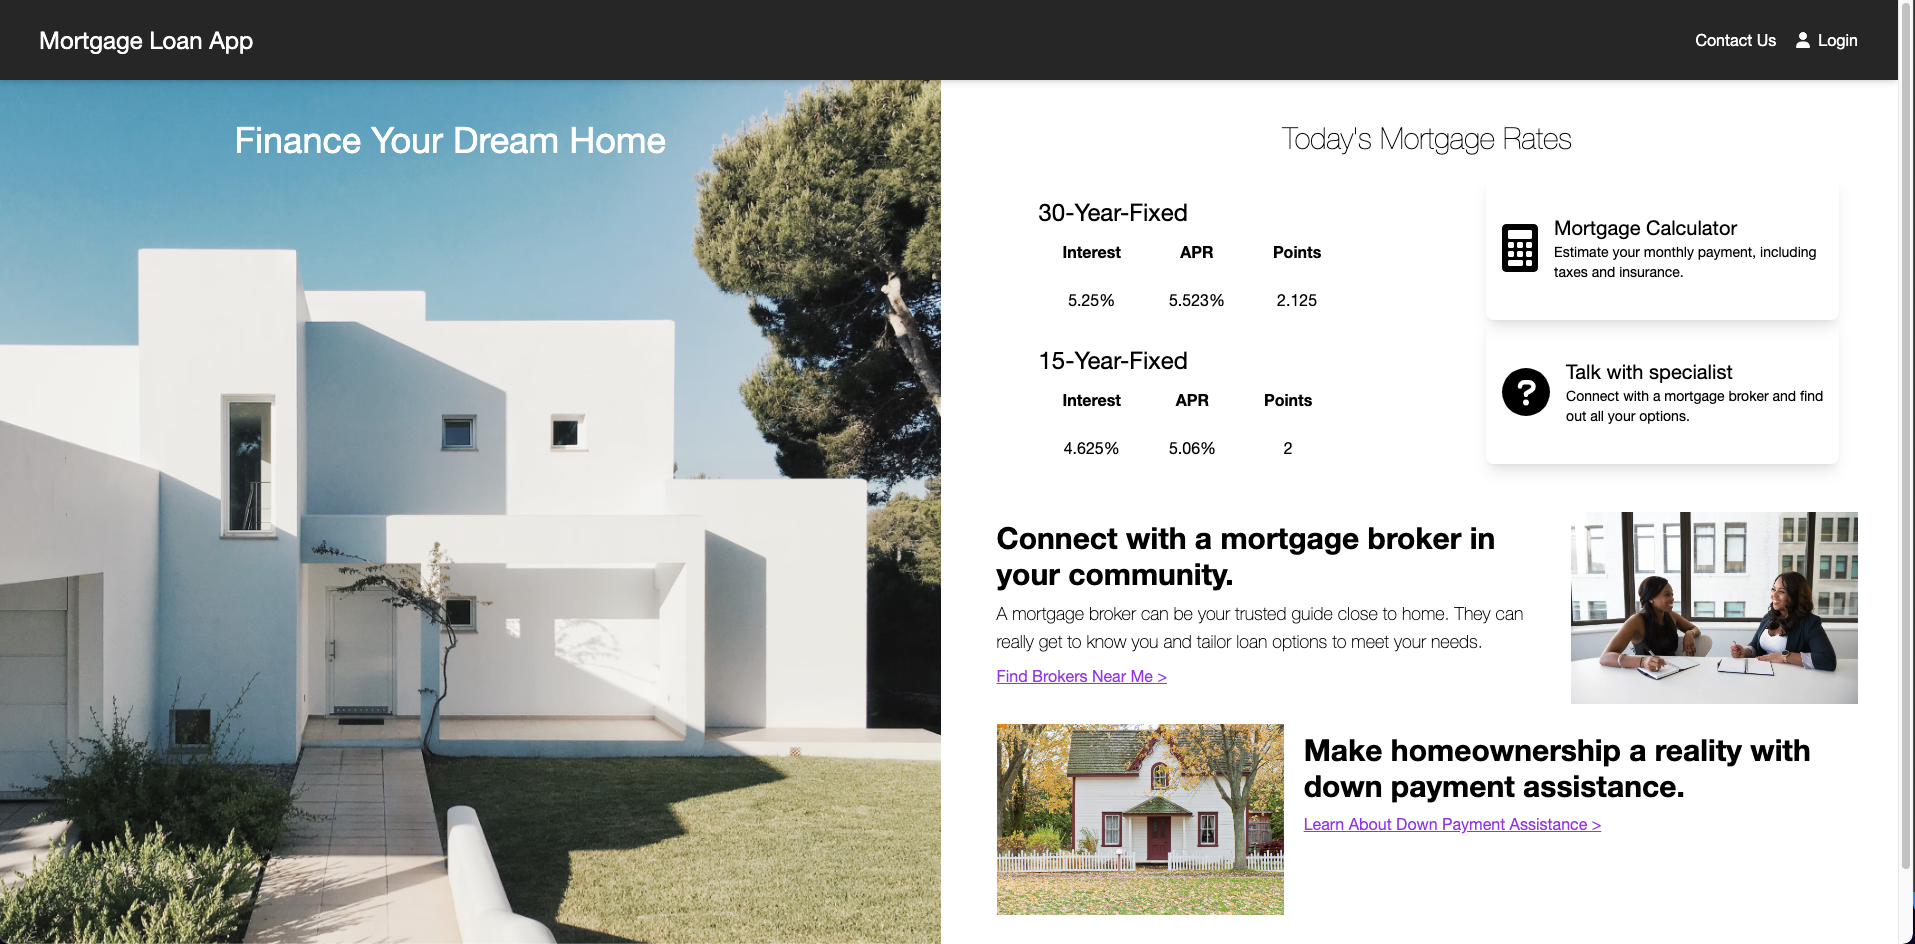 Mortgage Loan App
Contact Us
Login
Finance Your Dream Home
Today's Mortgage Rates
30-Year-Fixed
Interest APR Points
5.25% 5.523% 2.125
15-Year-Fixed
Interest APR Points
4.625% 5.06% 2
Mortgage Calculator
Estimate your monthly payment, including
taxes and insurance.
Talk with specialist
Connect with a mortgage broker and find
out all your options.
Connect with a mortgage broker in
your community.
A mortgage broker can be your trusted guide close to home. They can
really get to know you and tailor loan options to meet your needs.
Find Brokers Near Me >
Make homeownership a reality with
down payment assistance.
Learn About Down Payment Assistance >